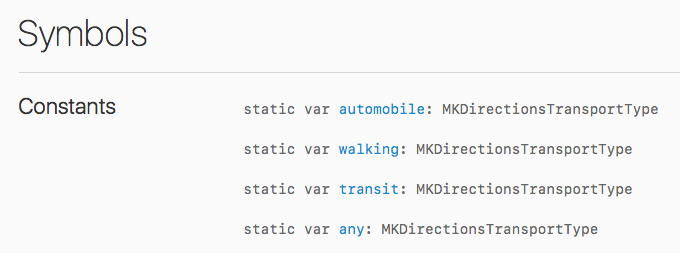 Symbols
Constants
static var automobile: MKDirectionsTransportType
static var walking: MKDirectionsTransportType
static var transit: MKDirectionsTransportType
static var any: MKDirectionsTransportType